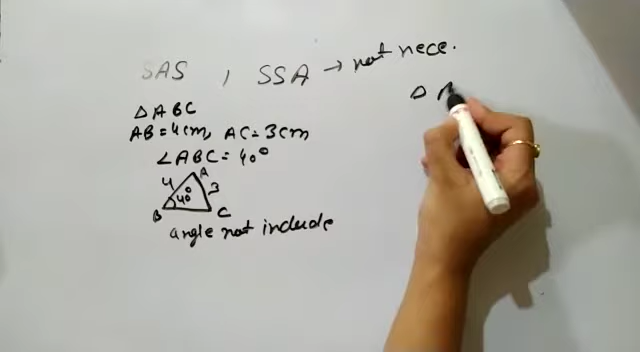 SAS , SSA → not nece.
△ABC
AB = 4cm, AC = 3cm
∠ABC = 40°
A
4 3
40°
B C
angle not include
△